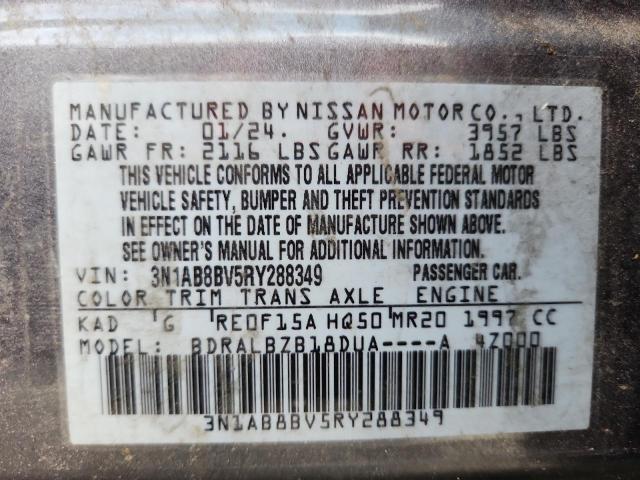 MANUFACTURED BY NISSAN MOTOR CO., LTD.
DATE: 01/24. GVWR: 3957 LBS
GAWR FR: 2116 LBS GAWR RR: 1852 LBS
THIS VEHICLE CONFORMS TO ALL APPLICABLE FEDERAL MOTOR
VEHICLE SAFETY, BUMPER AND THEFT PREVENTION STANDARDS
IN EFFECT ON THE DATE OF MANUFACTURE SHOWN ABOVE.
SEE OWNER'S MANUAL FOR ADDITIONAL INFORMATION.
VIN: 3N1AB8BV5RY288349 PASSENGER CAR.
COLOR TRIM TRANS AXLE ENGINE
KAD G RE0F15A HQ50 MR20 1997 CC
MODEL: BDRALBZB18DUA----A 4Z000
3N1AB8BV5RY288349